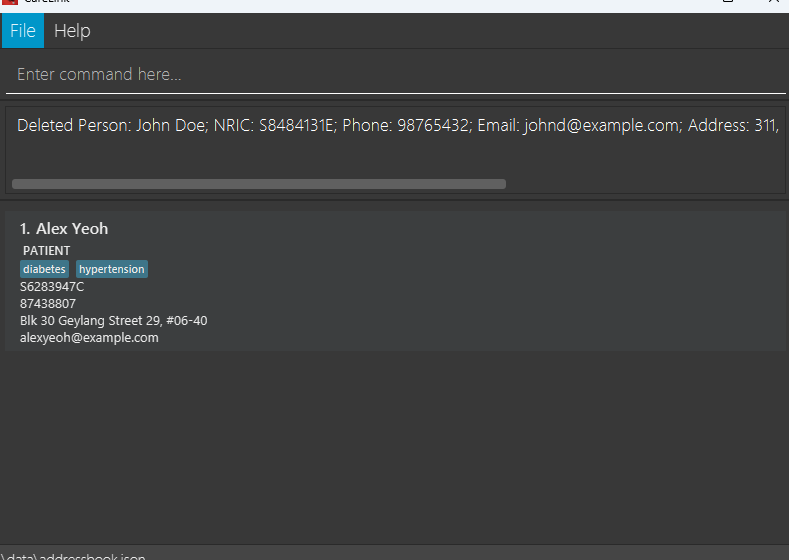 CareLink
File Help
Enter command here...
Deleted Person: John Doe; NRIC: S8484131E; Phone: 98765432; Email: johnd@example.com; Address: 311,
1. Alex Yeoh
PATIENT
diabetes hypertension
S6283947C
87438807
Blk 30 Geylang Street 29, #06-40
alexyeoh@example.com
\data\addressbook.json